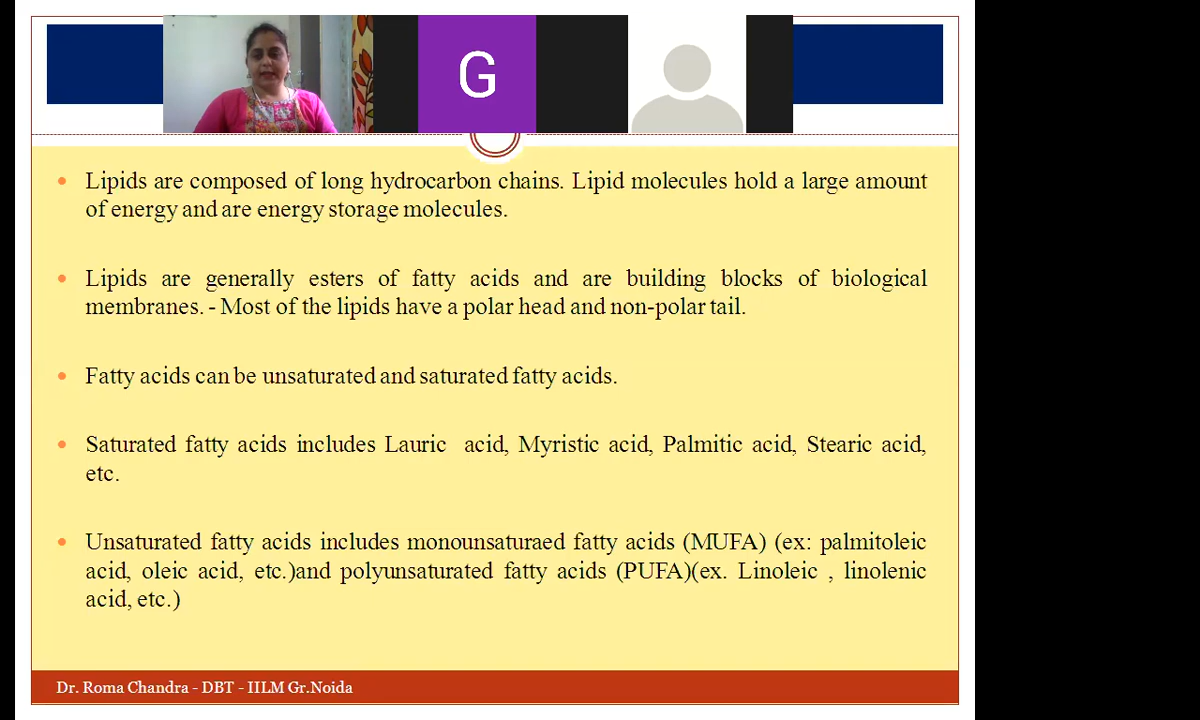 G
Lipids are composed of long hydrocarbon chains. Lipid molecules hold a large amount
of energy and are energy storage molecules.
Lipids are generally esters of fatty acids and are building blocks of biological
membranes. - Most of the lipids have a polar head and non-polar tail.
Fatty acids can be unsaturated and saturated fatty acids.
Saturated fatty acids includes Lauric acid, Myristic acid, Palmitic acid, Stearic acid,
etc.
Unsaturated fatty acids includes monounsaturaed fatty acids (MUFA) (ex: palmitoleic
acid, oleic acid, etc.)and polyunsaturated fatty acids (PUFA)(ex. Linoleic , linolenic
acid, etc.)
Dr. Roma Chandra - DBT - IILM Gr.Noida